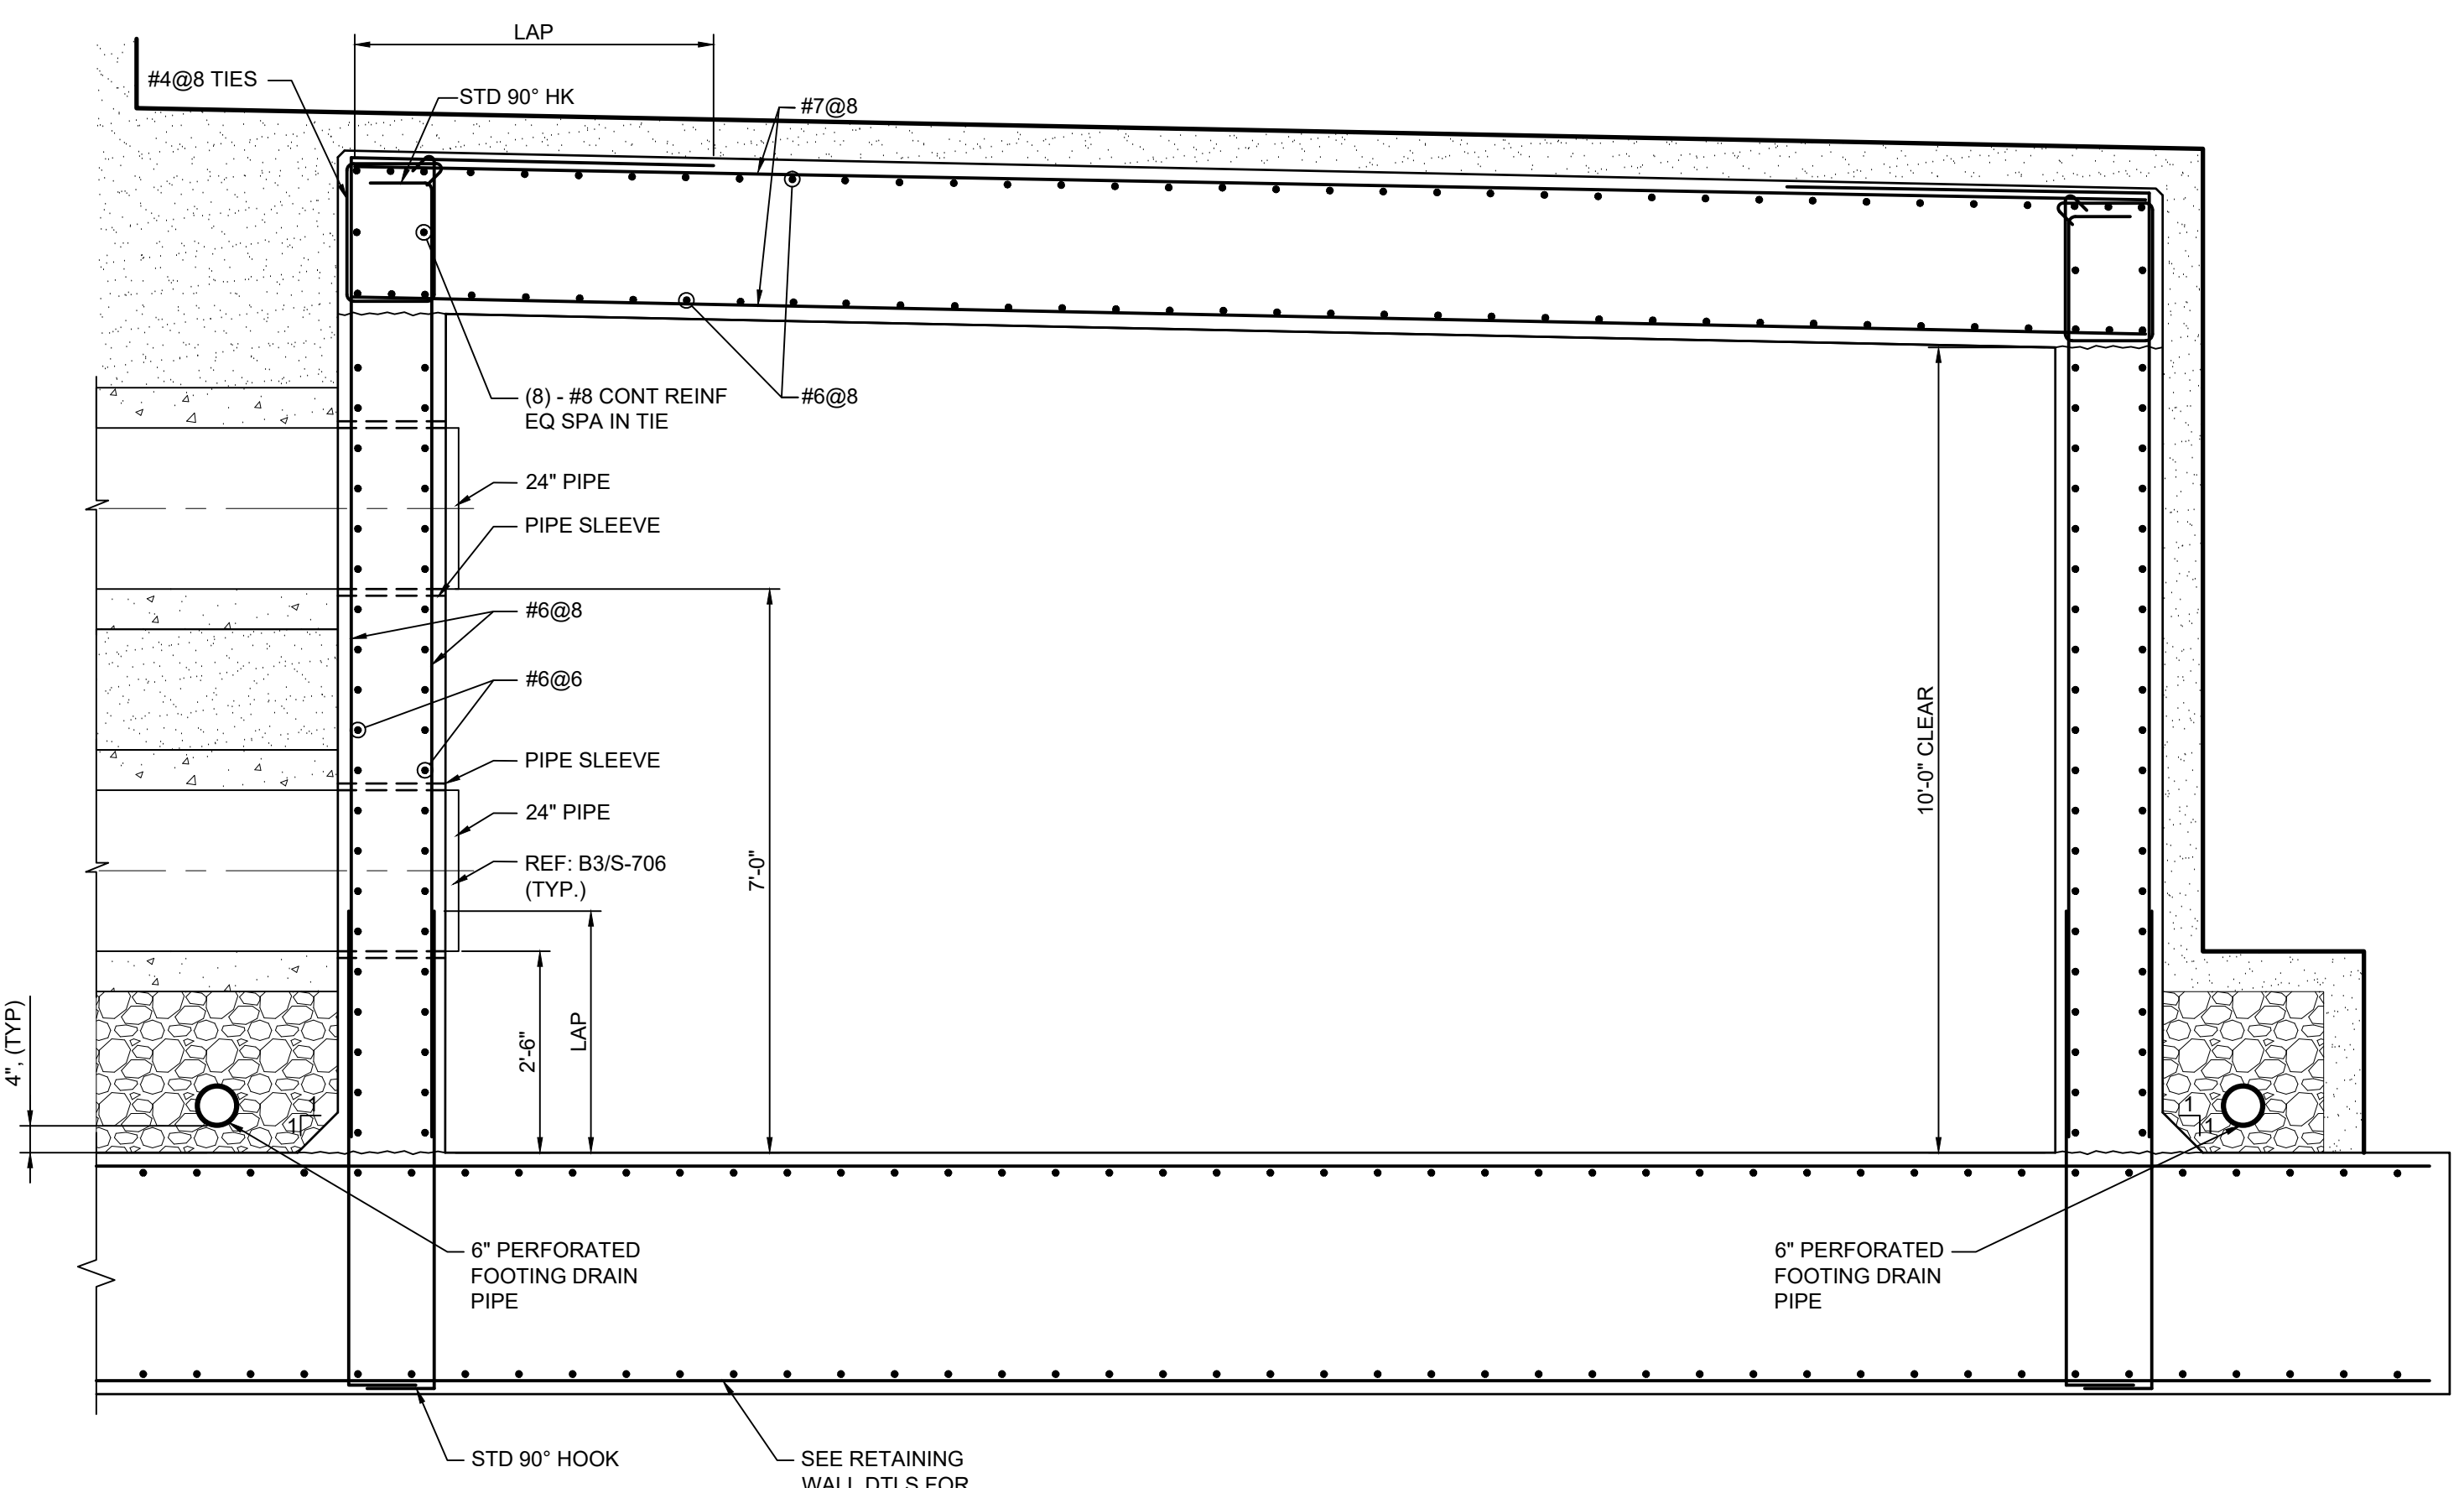 LAP
#4@8 TIES
STD 90° HK
#7@8
(8) - #8 CONT REINF
EQ SPA IN TIE
#6@8
24" PIPE
PIPE SLEEVE
#6@8
#6@6
PIPE SLEEVE
24" PIPE
REF: B3/S-706
(TYP.)
7'-0"
10'-0" CLEAR
2'-6"
LAP
4", (TYP)
1
1
1
1
6" PERFORATED
FOOTING DRAIN
PIPE
6" PERFORATED
FOOTING DRAIN
PIPE
STD 90° HOOK
SEE RETAINING
WALL DTLS FOR